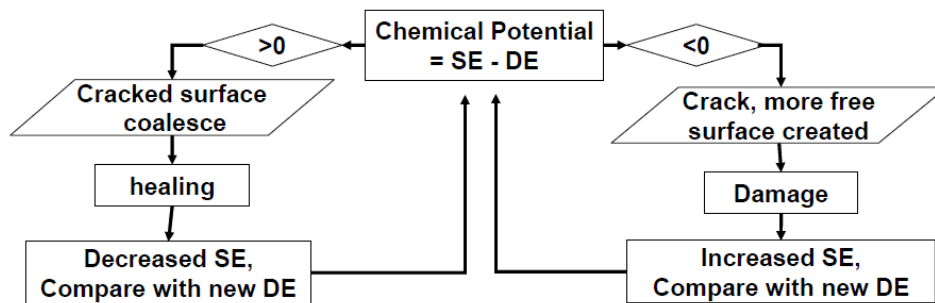 Chemical Potential
= SE - DE
>0
<0
Cracked surface
coalesce
Crack, more free
surface created
healing
Damage
Decreased SE,
Compare with new DE
Increased SE,
Compare with new DE